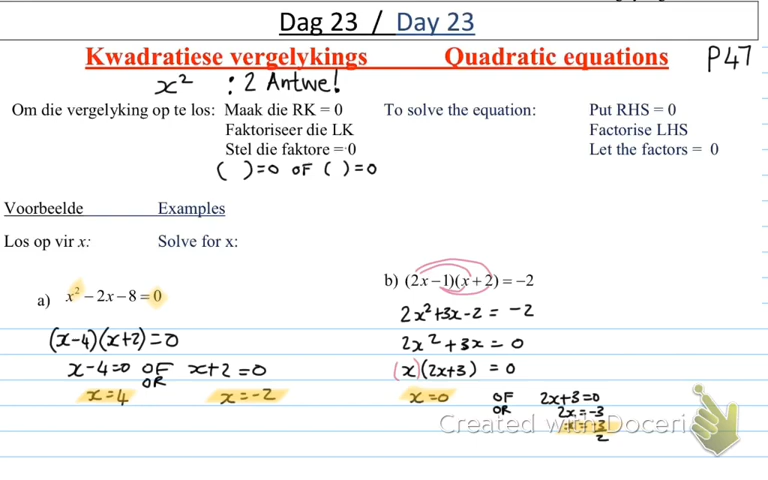 Dag 23 / Day 23
Kwadratiese vergelykings Quadratic equations P47
x² : 2 Antwe!
Om die vergelyking op te los: Maak die RK = 0 To solve the equation: Put RHS = 0
Faktoriseer die LK Factorise LHS
Stel die faktore = 0 Let the factors = 0
( )=0 OF ( )=0
Voorbeelde Examples
Los op vir x: Solve for x:
a) x² − 2x − 8 = 0
(x-4)(x+2)=0
x-4=0 OF x+2=0
OR
x=4 x=-2
b) (2x − 1)(x + 2) = −2
2x²+3x-2 = -2
2x² + 3x = 0
(x)(2x+3) = 0
x=0 OF 2x+3=0
OR 2x=-3
Created with Doceri